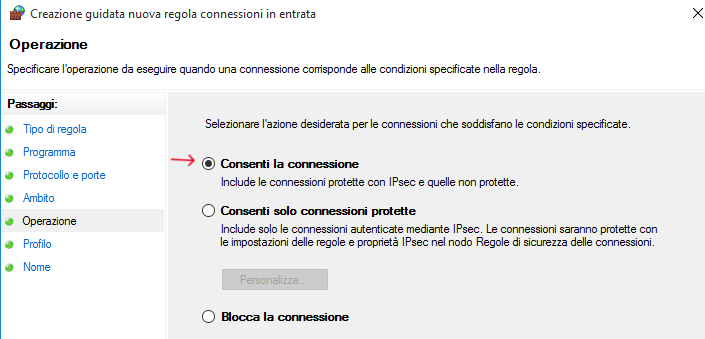 Creazione guidata nuova regola connessioni in entrata
Operazione
Specificare l'operazione da eseguire quando una connessione corrisponde alle condizioni specificate nella regola.
Passaggi:
Tipo di regola
Programma
Protocollo e porte
Ambito
Operazione
Profilo
Nome
Selezionare l'azione desiderata per le connessioni che soddisfano le condizioni specificate.
Consenti la connessione
Include le connessioni protette con IPsec e quelle non protette.
Consenti solo connessioni protette
Include solo le connessioni autenticate mediante IPsec. Le connessioni saranno protette con
le impostazioni delle regole e proprietà IPsec nel nodo Regole di sicurezza delle connessioni.
Personalizza...
Blocca la connessione